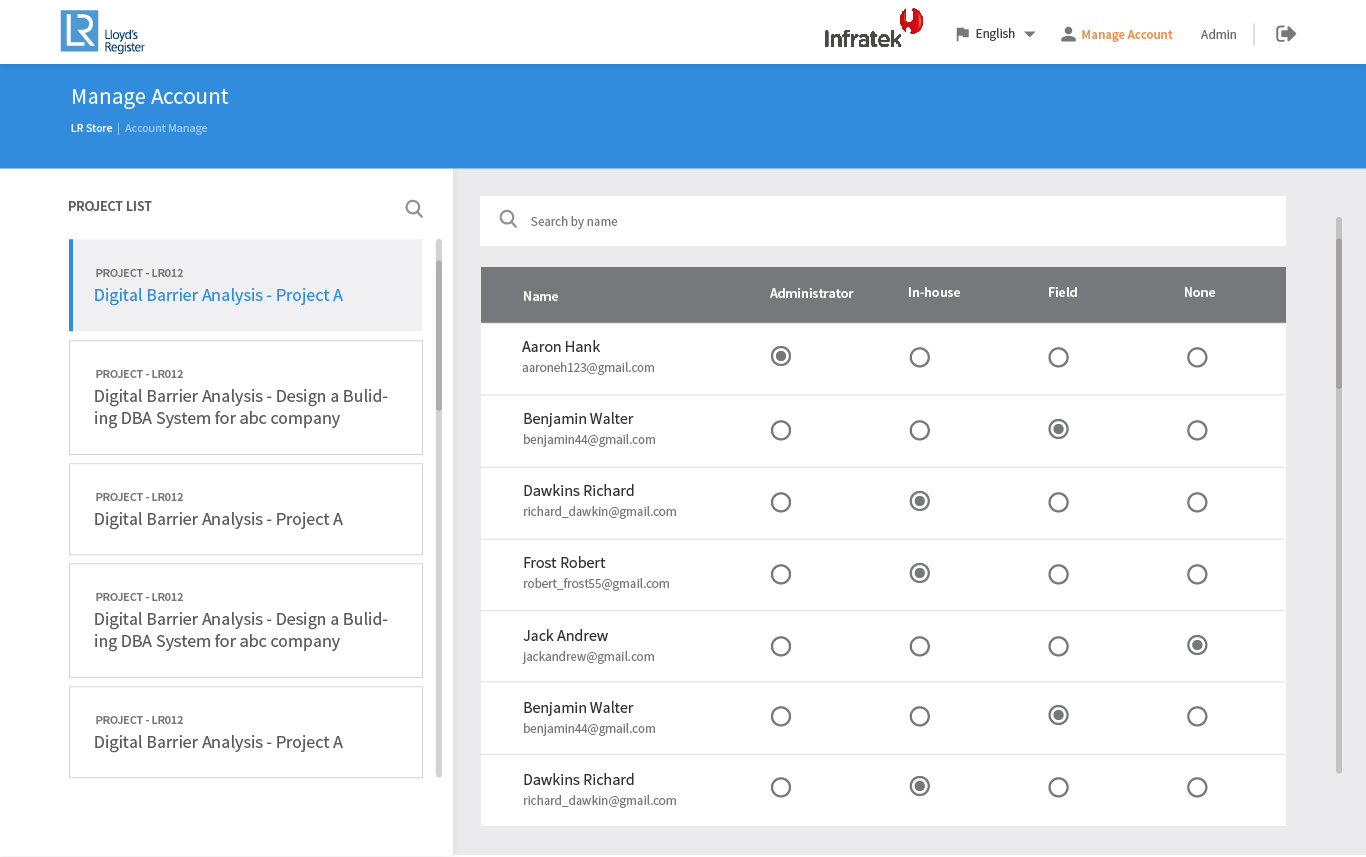 LR Lloyd's
Register
Infratek
English
Manage Account
Admin
Manage Account
LR Store | Account Manage
PROJECT LIST
PROJECT - LR012
Digital Barrier Analysis - Project A
PROJECT - LR012
Digital Barrier Analysis - Design a Bulid-
ing DBA System for abc company
PROJECT - LR012
Digital Barrier Analysis - Project A
PROJECT - LR012
Digital Barrier Analysis - Design a Bulid-
ing DBA System for abc company
PROJECT - LR012
Digital Barrier Analysis - Project A
Search by name
Name Administrator In-house Field None
Aaron Hank
aaroneh123@gmail.com
Benjamin Walter
benjamin44@gmail.com
Dawkins Richard
richard_dawkin@gmail.com
Frost Robert
robert_frost55@gmail.com
Jack Andrew
jackandrew@gmail.com
Benjamin Walter
benjamin44@gmail.com
Dawkins Richard
richard_dawkin@gmail.com